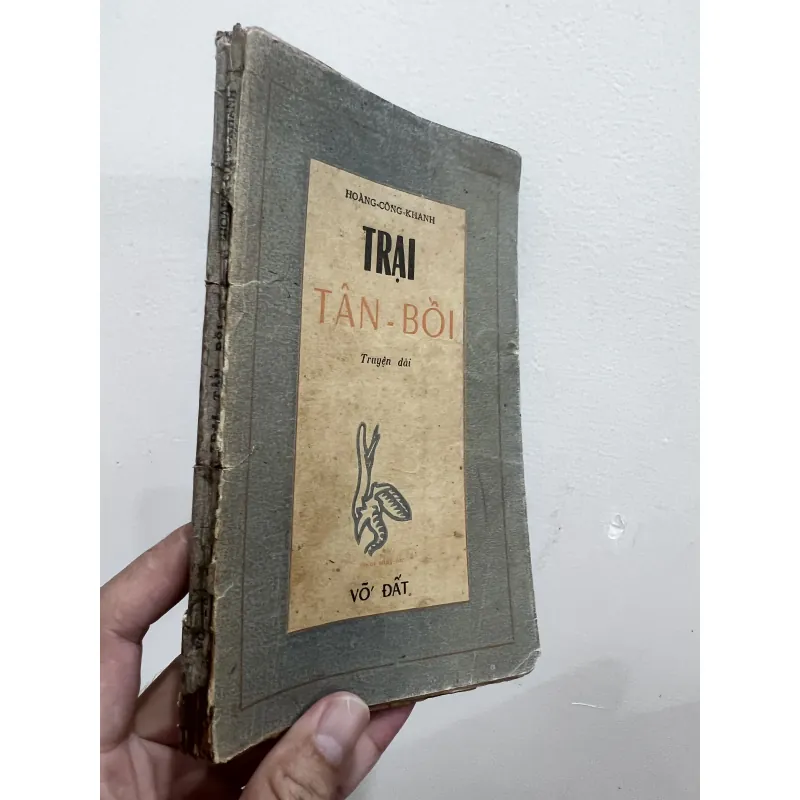 HOÀNG-CÔNG-KHANH
TRẠI
TÂN-BỒI
Truyện dài
VỠ ĐẤT